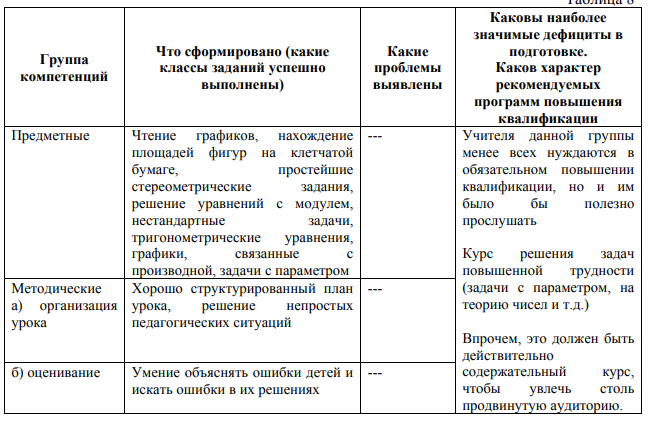 Таблица 8
Группа
компетенций
Что сформировано (какие
классы заданий успешно
выполнены)
Какие
проблемы
выявлены
Каковы наиболее
значимые дефициты в
подготовке.
Каков характер
рекомендуемых
программ повышения
квалификации
Предметные
Чтение графиков, нахождение
площадей фигур на клетчатой
бумаге, простейшие
стереометрические задания,
решение уравнений с модулем,
нестандартные задачи,
тригонометрические уравнения,
графики, связанные с
производной, задачи с параметром
---
Учителя данной группы
менее всех нуждаются в
обязательном повышении
квалификации, но и им
было бы полезно
прослушать
Курс решения задач
повышенной трудности
(задачи с параметром, на
теорию чисел и т.д.)
Впрочем, это должен быть
действительно
содержательный курс,
чтобы увлечь столь
продвинутую аудиторию.
Методические
а) организация
урока
Хорошо структурированный план
урока, решение непростых
педагогических ситуаций
---
б) оценивание
Умение объяснять ошибки детей и
искать ошибки в их решениях
---